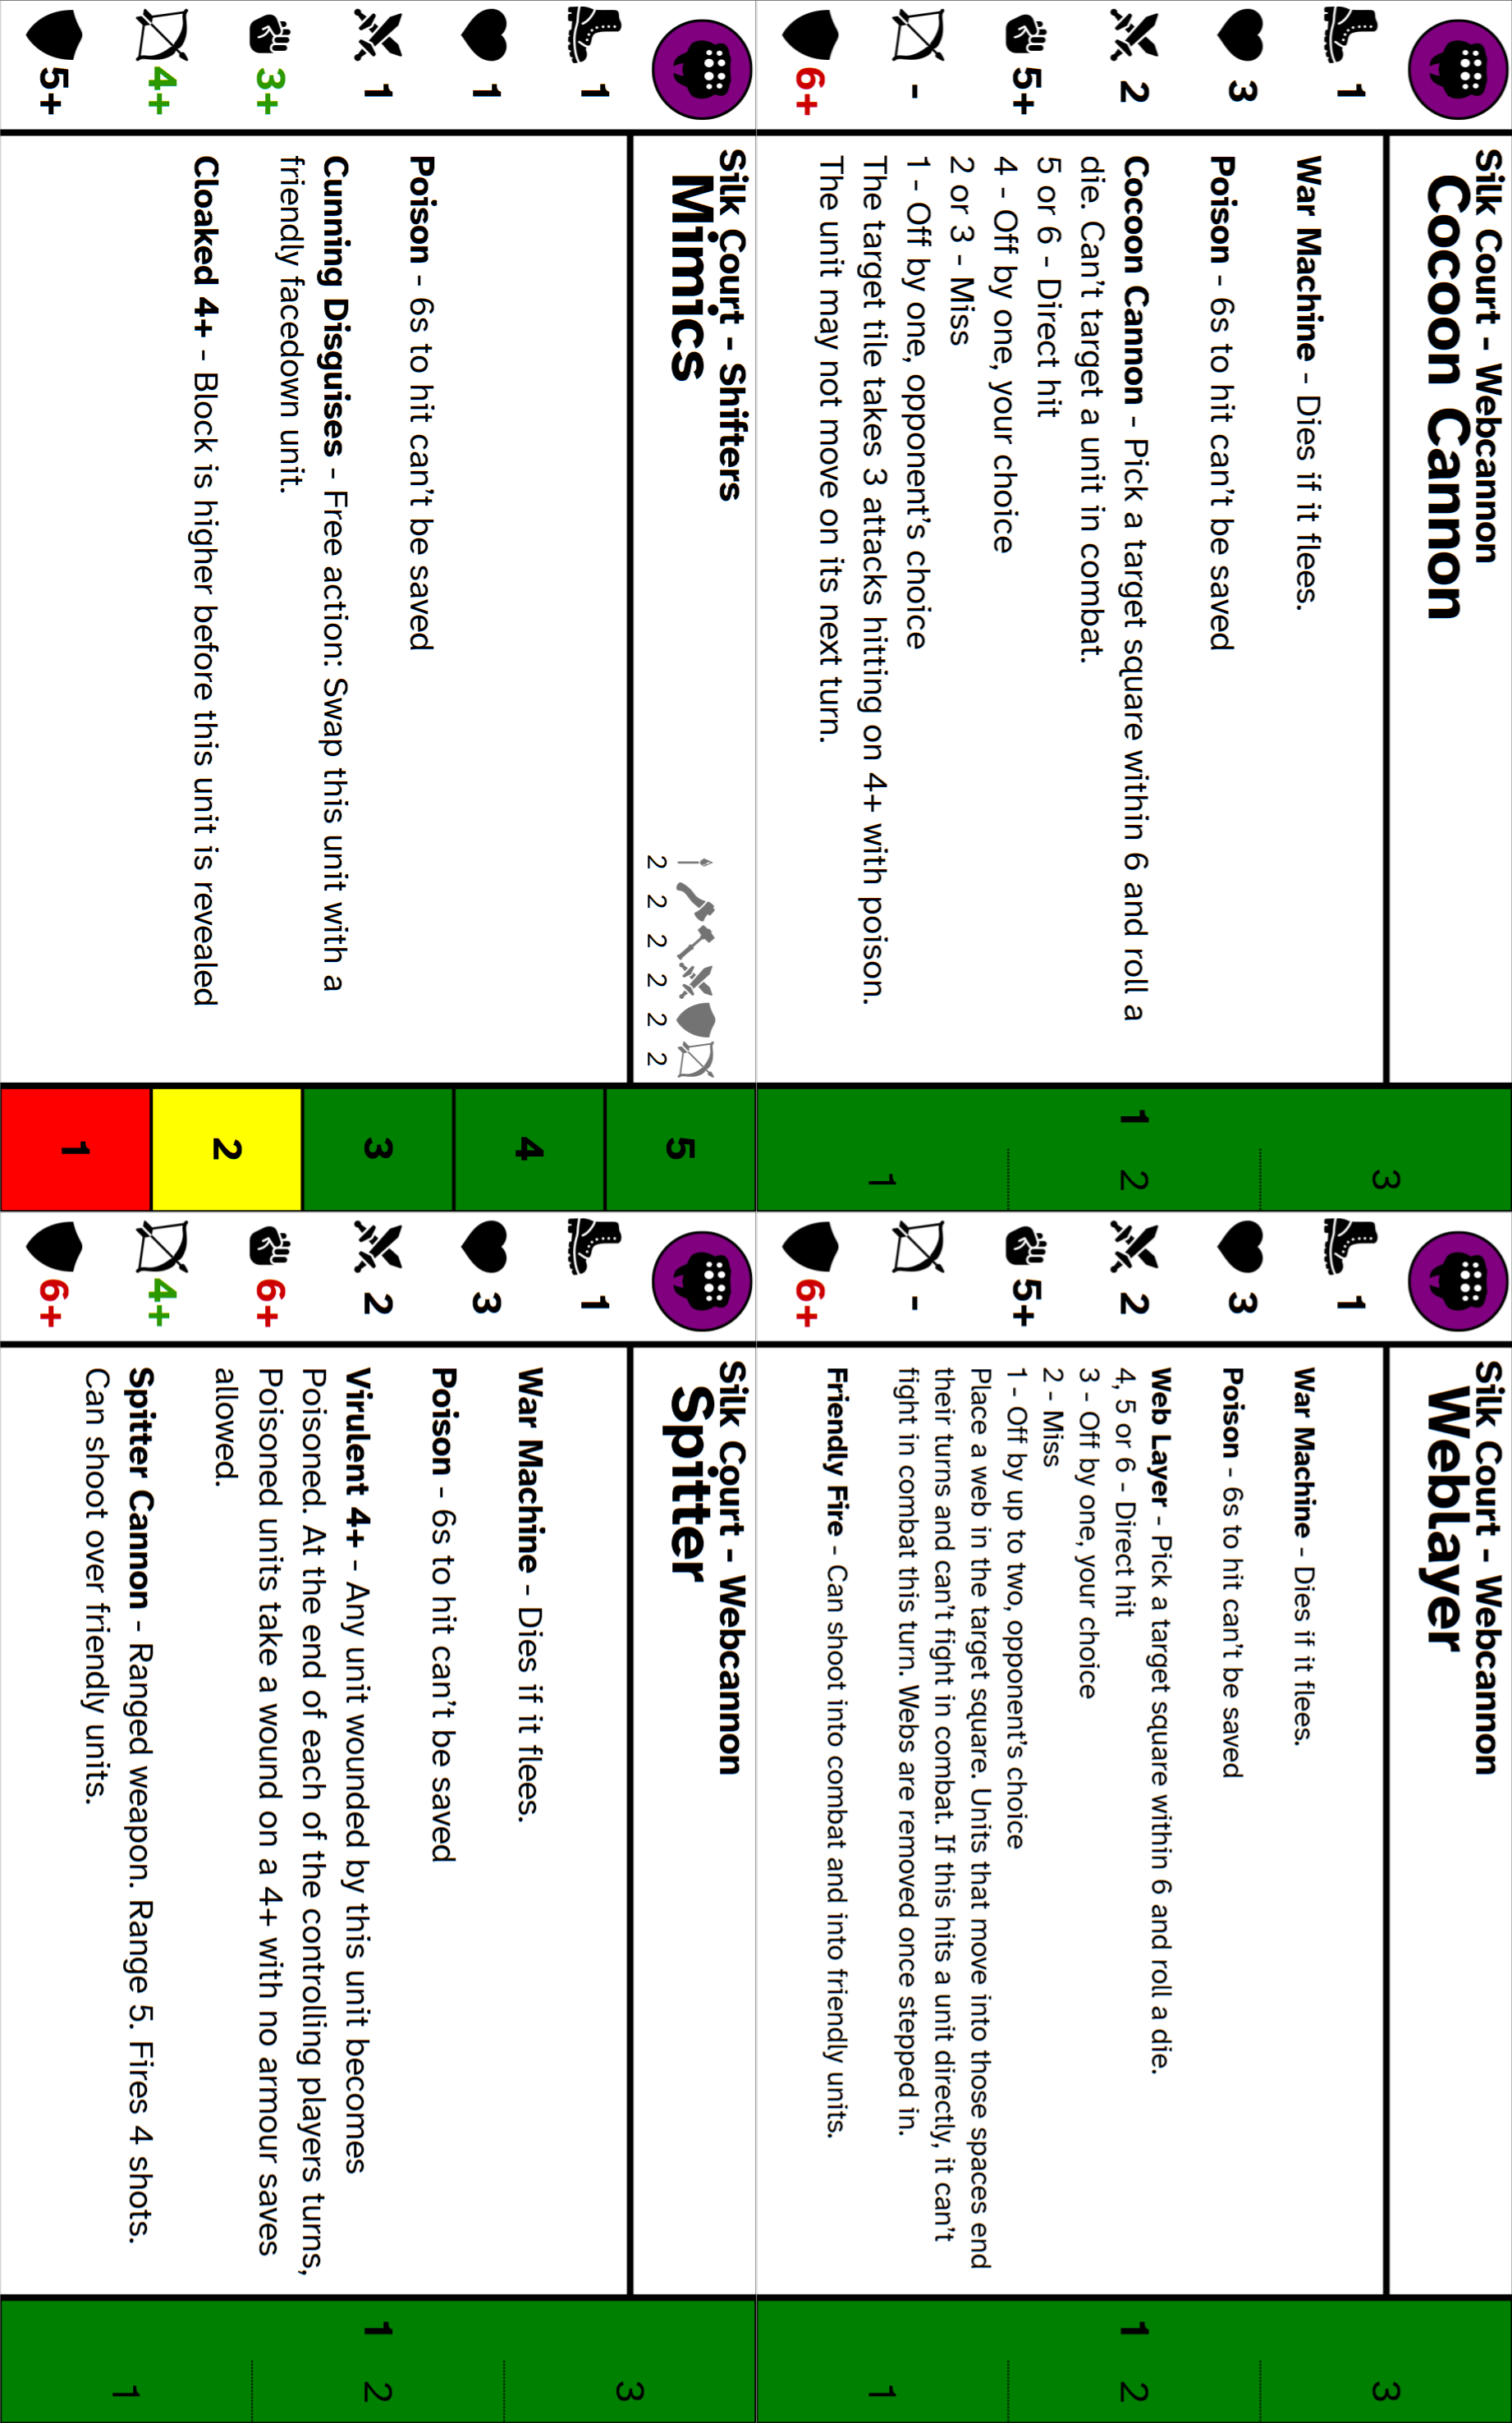 Silk Court - Webcannon
Cocoon Cannon
1
3
2
5+
-
6+
War Machine - Dies if it flees.
Poison - 6s to hit can't be saved
Cocoon Cannon - Pick a target square within 6 and roll a
die. Can't target a unit in combat.
5 or 6 - Direct hit
4 - Off by one, your choice
2 or 3 - Miss
1 - Off by one, opponent's choice
The target tile takes 3 attacks hitting on 4+ with poison.
The unit may not move on its next turn.
1
3
2
1
Silk Court - Webcannon
Weblayer
1
3
2
5+
-
6+
War Machine - Dies if it flees.
Poison - 6s to hit can't be saved
Web Layer - Pick a target square within 6 and roll a die.
4, 5 or 6 - Direct hit
3 - Off by one, your choice
2 - Miss
1 - Off by up to two, opponent's choice
Place a web in the target square. Units that move into those spaces end
their turns and can't fight in combat. If this hits a unit directly, it can't
fight in combat this turn. Webs are removed once stepped in.
Friendly Fire - Can shoot into combat and into friendly units.
1
3
2
1
Silk Court - Shifters
Mimics
2 2 2 2 2 2
1
1
1
3+
4+
5+
Poison - 6s to hit can't be saved
Cunning Disguises - Free action: Swap this unit with a
friendly facedown unit.
Cloaked 4+ - Block is higher before this unit is revealed
5
4
3
2
1
Silk Court - Webcannon
Spitter
1
3
2
6+
4+
6+
War Machine - Dies if it flees.
Poison - 6s to hit can't be saved
Virulent 4+ - Any unit wounded by this unit becomes
Poisoned. At the end of each of the controlling players turns,
Poisoned units take a wound on a 4+ with no armour saves
allowed.
Spitter Cannon - Ranged weapon. Range 5. Fires 4 shots.
Can shoot over friendly units.
1
3
2
1